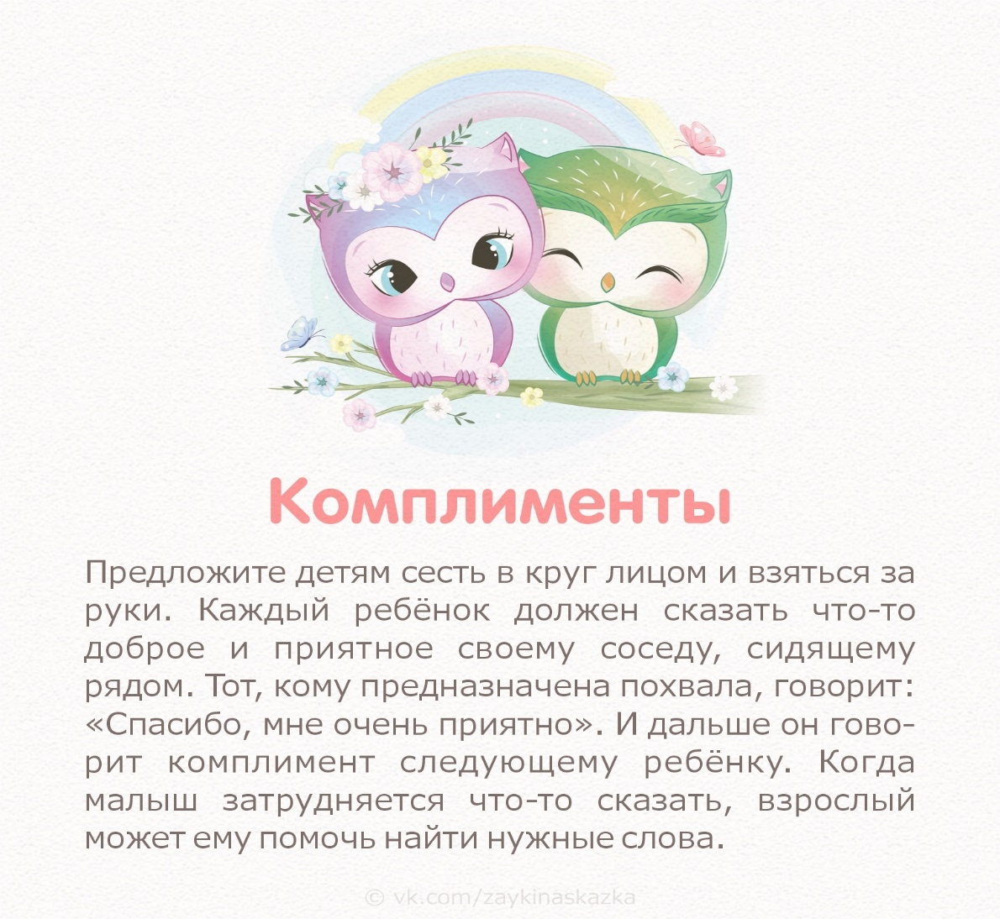 Комплименты
Предложите детям сесть в круг лицом и взяться за
руки. Каждый ребёнок должен сказать что-то
доброе и приятное своему соседу, сидящему
рядом. Тот, кому предназначена похвала, говорит:
«Спасибо, мне очень приятно». И дальше он гово-
рит комплимент следующему ребёнку. Когда
малыш затрудняется что-то сказать, взрослый
может ему помочь найти нужные слова.
© vk.com/zaykinaskazka